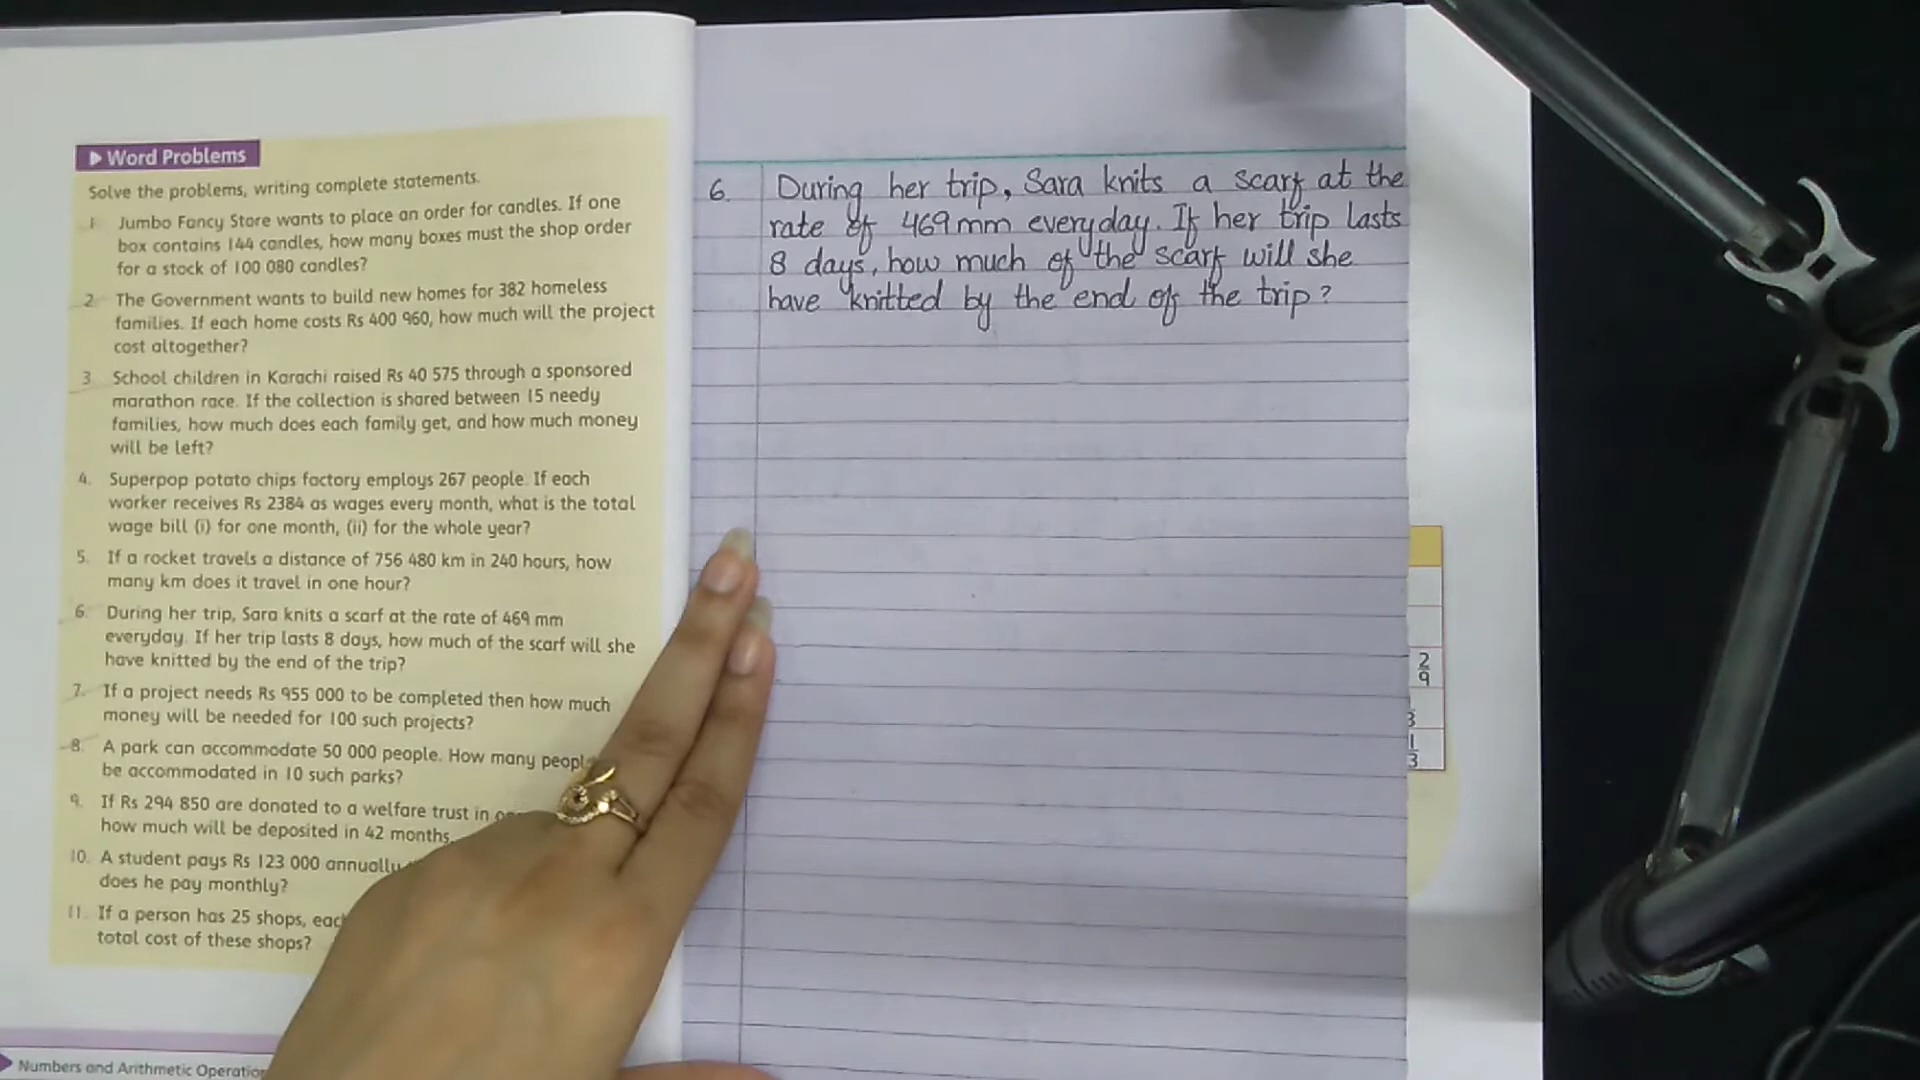 Word Problems
Solve the problems, writing complete statements.
1 Jumbo Fancy Store wants to place an order for candles. If one
box contains 144 candles, how many boxes must the shop order
for a stock of 100 080 candles?
2 The Government wants to build new homes for 382 homeless
families. If each home costs Rs 400 960, how much will the project
cost altogether?
3 School children in Karachi raised Rs 40 575 through a sponsored
marathon race. If the collection is shared between 15 needy
families, how much does each family get, and how much money
will be left?
4. Superpop potato chips factory employs 267 people. If each
worker receives Rs 2384 as wages every month, what is the total
wage bill (i) for one month, (ii) for the whole year?
5. If a rocket travels a distance of 756 480 km in 240 hours, how
many km does it travel in one hour?
6. During her trip, Sara knits a scarf at the rate of 469 mm
everyday. If her trip lasts 8 days, how much of the scarf will she
have knitted by the end of the trip?
7. If a project needs Rs 955 000 to be completed then how much
money will be needed for 100 such projects?
8. A park can accommodate 50 000 people. How many
be accommodated in 10 such parks?
9. If Rs 294 850 are donated to a welfare trust in
how much will be deposited in 42 months.
10. A student pays Rs 123 000 annually
does he pay monthly?
11. If a person has 25 shops,
total cost of these shops?
Numbers and Arithmetic
6. During her trip, Sara knits a scarf at the
rate of 469 mm everyday. If her trip lasts
8 days, how much of the scarf will she
have knitted by the end of the trip?
2
9
3
1
3